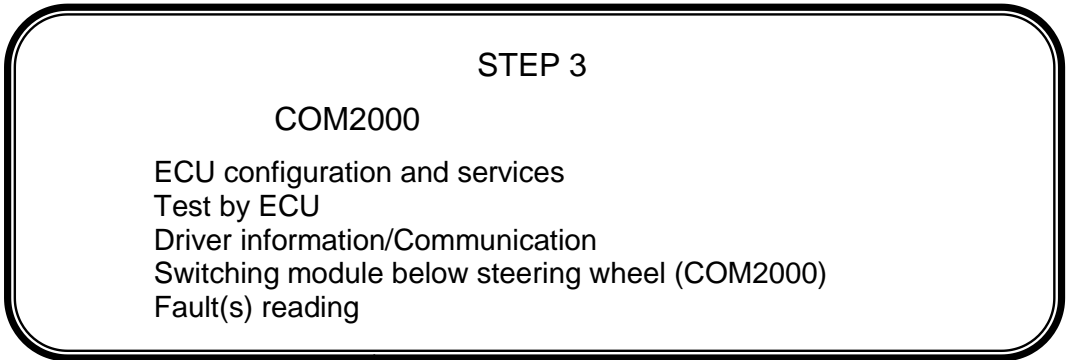 STEP 3
COM2000
ECU configuration and services
Test by ECU
Driver information/Communication
Switching module below steering wheel (COM2000)
Fault(s) reading